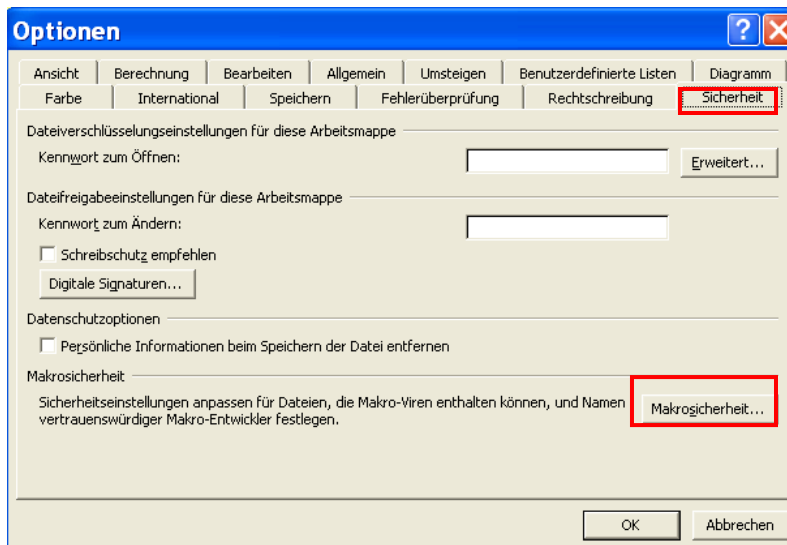 Optionen
Ansicht Berechnung Bearbeiten Allgemein Umsteigen Benutzerdefinierte Listen Diagramm
Farbe International Speichern Fehlerüberprüfung Rechtschreibung Sicherheit
Dateiverschlüsselungseinstellungen für diese Arbeitsmappe
Kennwort zum Öffnen: Erweitert...
Dateifreigabeeinstellungen für diese Arbeitsmappe
Kennwort zum Ändern:
Schreibschutz empfehlen
Digitale Signaturen...
Datenschutzoptionen
Persönliche Informationen beim Speichern der Datei entfernen
Makrosicherheit
Sicherheitseinstellungen anpassen für Dateien, die Makro-Viren enthalten können, und Namen
vertrauenswürdiger Makro-Entwickler festlegen.
Makrosicherheit...
OK Abbrechen